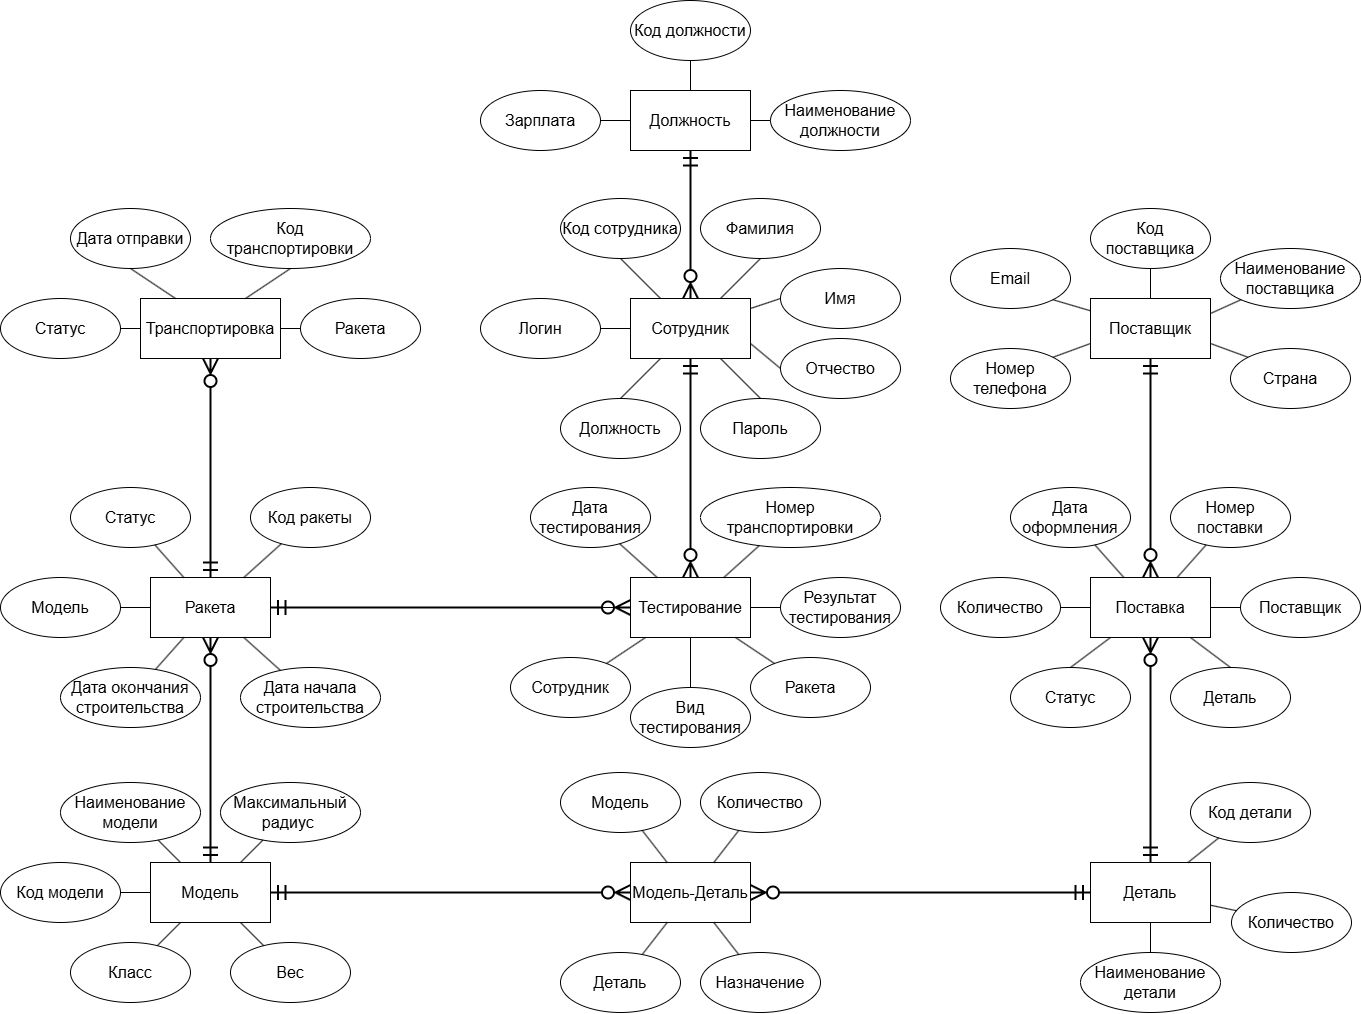 Код должности
Зарплата
Должность
Наименование
должности
Код сотрудника
Фамилия
Логин
Сотрудник
Имя
Отчество
Должность
Пароль
Дата отправки
Код
транспортировки
Статус
Транспортировка
Ракета
Код
поставщика
Email
Наименование
поставщика
Поставщик
Номер
телефона
Страна
Статус
Код ракеты
Модель
Ракета
Дата окончания
строительства
Дата начала
строительства
Дата
тестирования
Номер
транспортировки
Тестирование
Результат
тестирования
Сотрудник
Вид
тестирования
Ракета
Дата
оформления
Номер
поставки
Количество
Поставка
Поставщик
Статус
Деталь
Наименование
модели
Максимальный
радиус
Код модели
Модель
Класс
Вес
Модель
Количество
Модель-Деталь
Деталь
Назначение
Код детали
Деталь
Количество
Наименование
детали